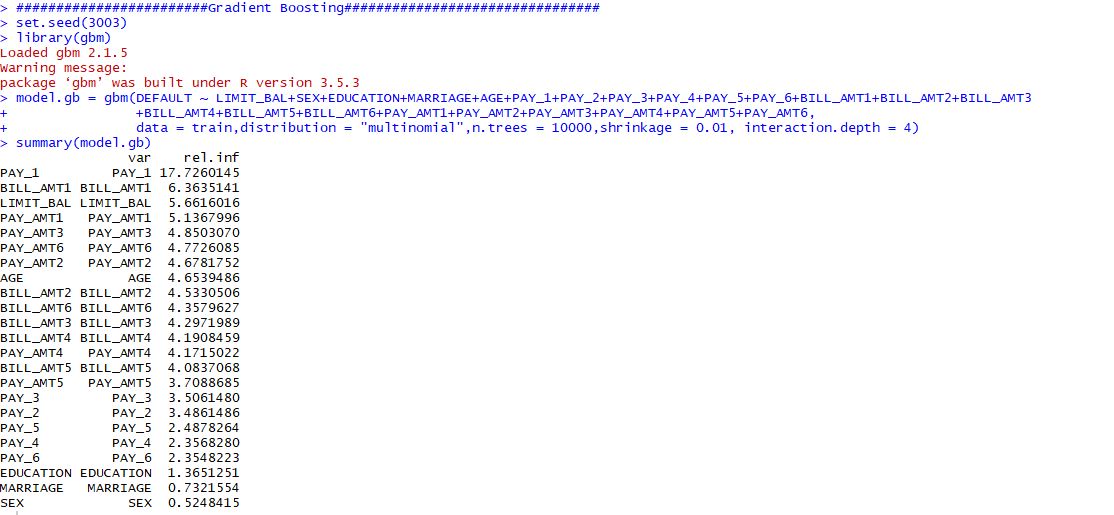 > ########################Gradient Boosting################################
> set.seed(3003)
> library(gbm)
Loaded gbm 2.1.5
Warning message:
package ‘gbm’ was built under R version 3.5.3
> model.gb = gbm(DEFAULT ~ LIMIT_BAL+SEX+EDUCATION+MARRIAGE+AGE+PAY_1+PAY_2+PAY_3+PAY_4+PAY_5+PAY_6+BILL_AMT1+BILL_AMT2+BILL_AMT3
+ +BILL_AMT4+BILL_AMT5+BILL_AMT6+PAY_AMT1+PAY_AMT2+PAY_AMT3+PAY_AMT4+PAY_AMT5+PAY_AMT6,
+ data = train,distribution = "multinomial",n.trees = 10000,shrinkage = 0.01, interaction.depth = 4)
> summary(model.gb)
var rel.inf
PAY_1 PAY_1 17.7260145
BILL_AMT1 BILL_AMT1 6.3635141
LIMIT_BAL LIMIT_BAL 5.6616016
PAY_AMT1 PAY_AMT1 5.1367996
PAY_AMT3 PAY_AMT3 4.8503070
PAY_AMT6 PAY_AMT6 4.7726085
PAY_AMT2 PAY_AMT2 4.6781752
AGE AGE 4.6539486
BILL_AMT2 BILL_AMT2 4.5330506
BILL_AMT6 BILL_AMT6 4.3579627
BILL_AMT3 BILL_AMT3 4.2971989
BILL_AMT4 BILL_AMT4 4.1908459
PAY_AMT4 PAY_AMT4 4.1715022
BILL_AMT5 BILL_AMT5 4.0837068
PAY_AMT5 PAY_AMT5 3.7088685
PAY_3 PAY_3 3.5061480
PAY_2 PAY_2 3.4861486
PAY_5 PAY_5 2.4878264
PAY_4 PAY_4 2.3568280
PAY_6 PAY_6 2.3548223
EDUCATION EDUCATION 1.3651251
MARRIAGE MARRIAGE 0.7321554
SEX SEX 0.5248415